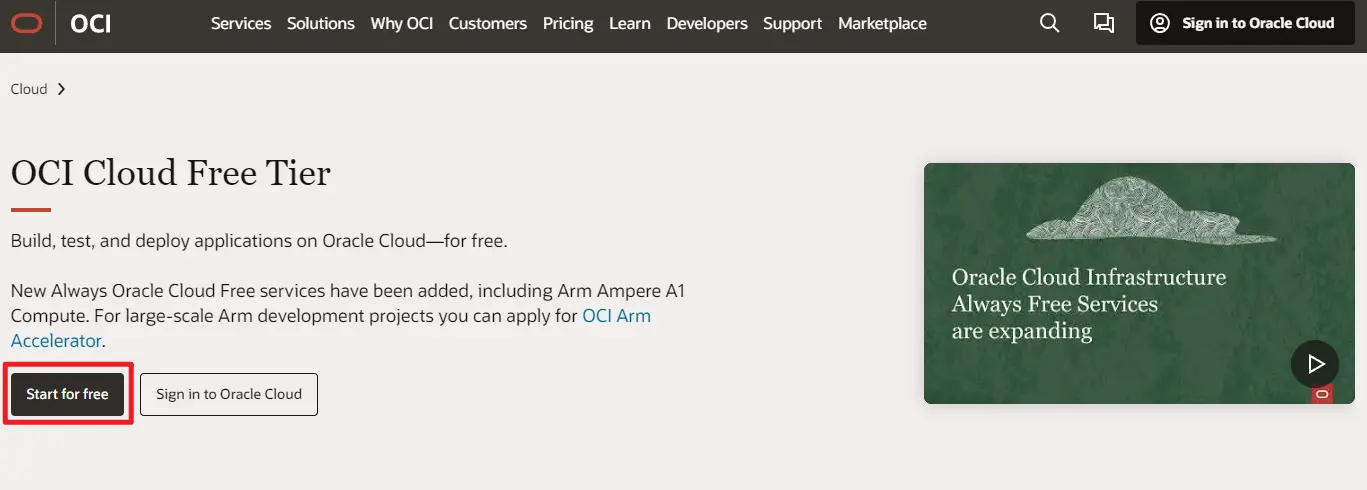 OCI
Services Solutions Why OCI Customers Pricing Learn Developers Support Marketplace
Sign in to Oracle Cloud
Cloud
OCI Cloud Free Tier
Build, test, and deploy applications on Oracle Cloud—for free.
New Always Oracle Cloud Free services have been added, including Arm Ampere A1
Compute. For large-scale Arm development projects you can apply for OCI Arm
Accelerator.
Start for free
Sign in to Oracle Cloud
Oracle Cloud Infrastructure
Always Free Services
are expanding